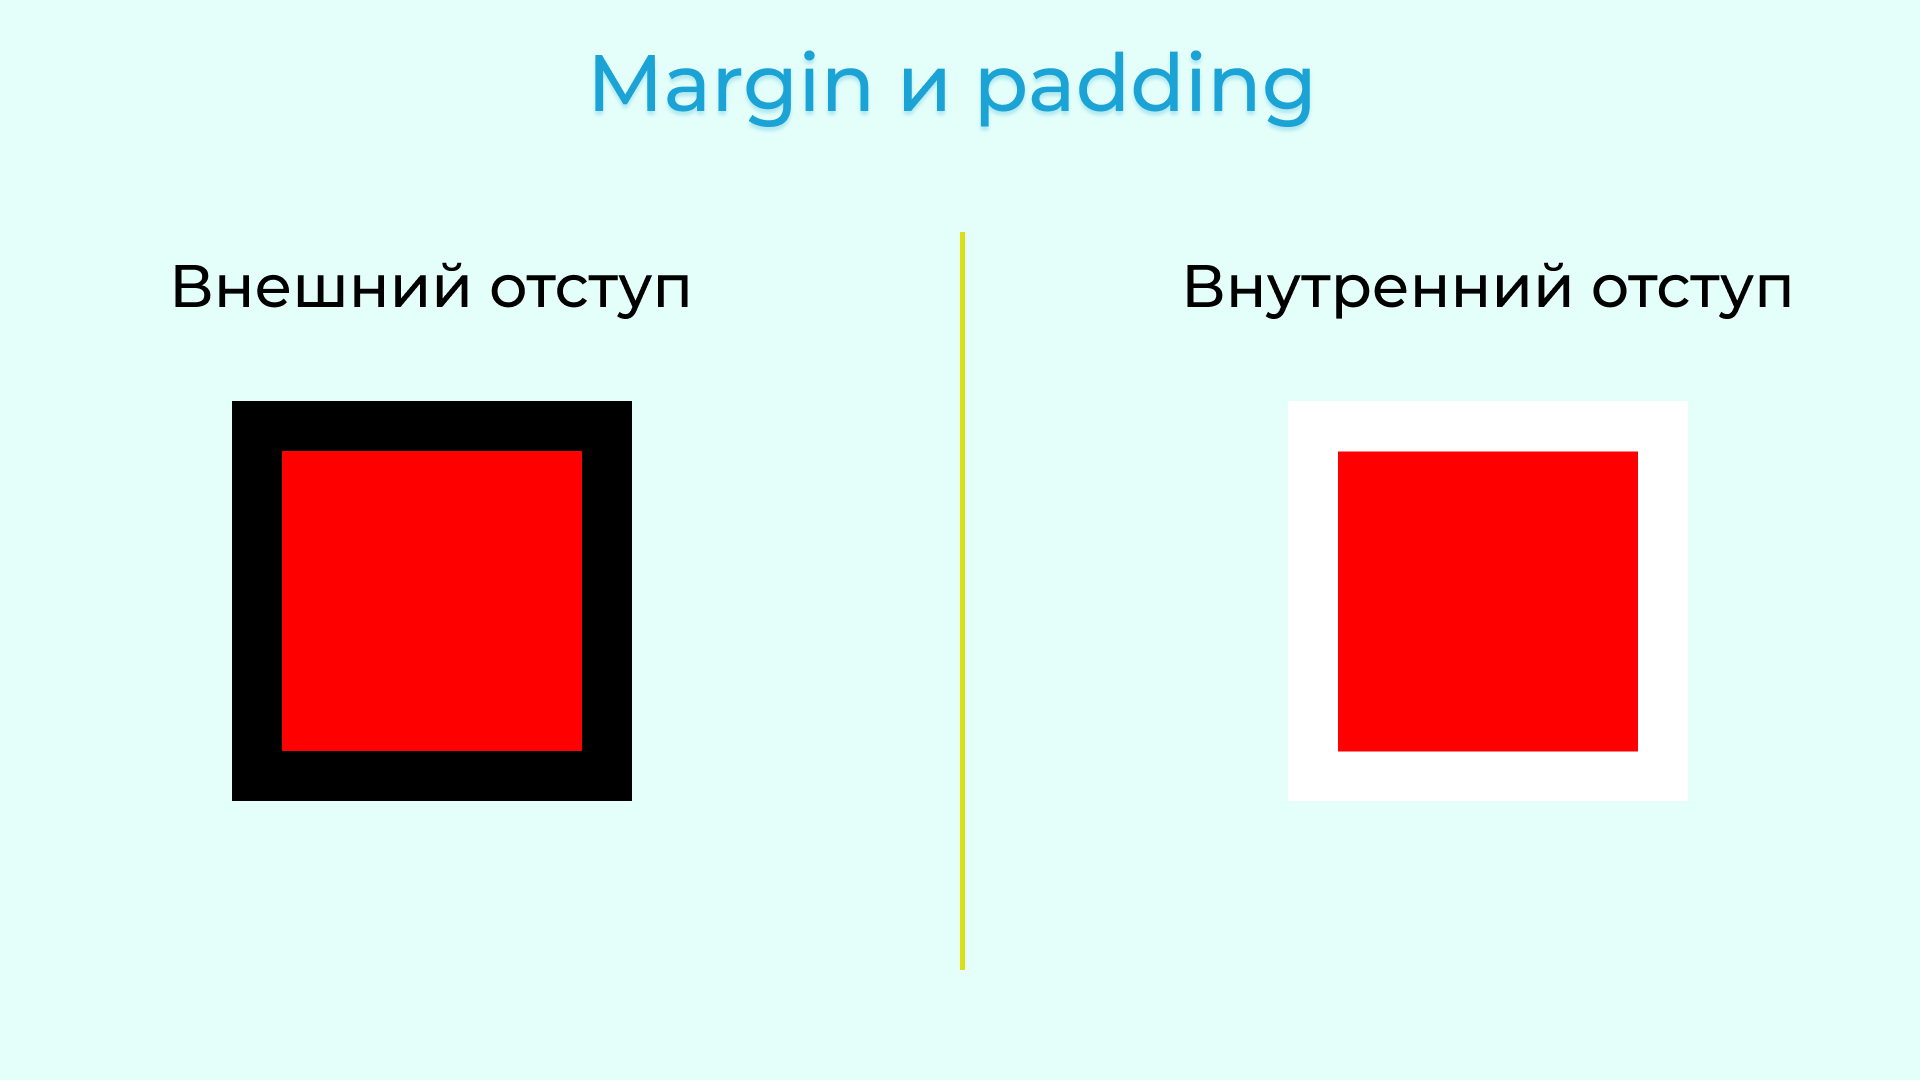 Margin и padding
Внешний отступ
Внутренний отступ